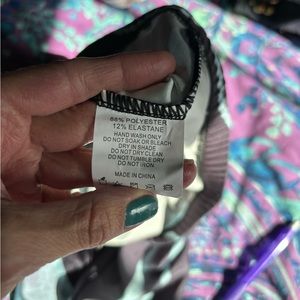 88% POLYESTER
12% ELASTANE
HAND WASH ONLY
DO NOT SOAK OR BLEACH
DRY IN SHADE
DO NOT DRY CLEAN
DO NOT TUMBLE DRY
DO NOT IRON
MADE IN CHINA